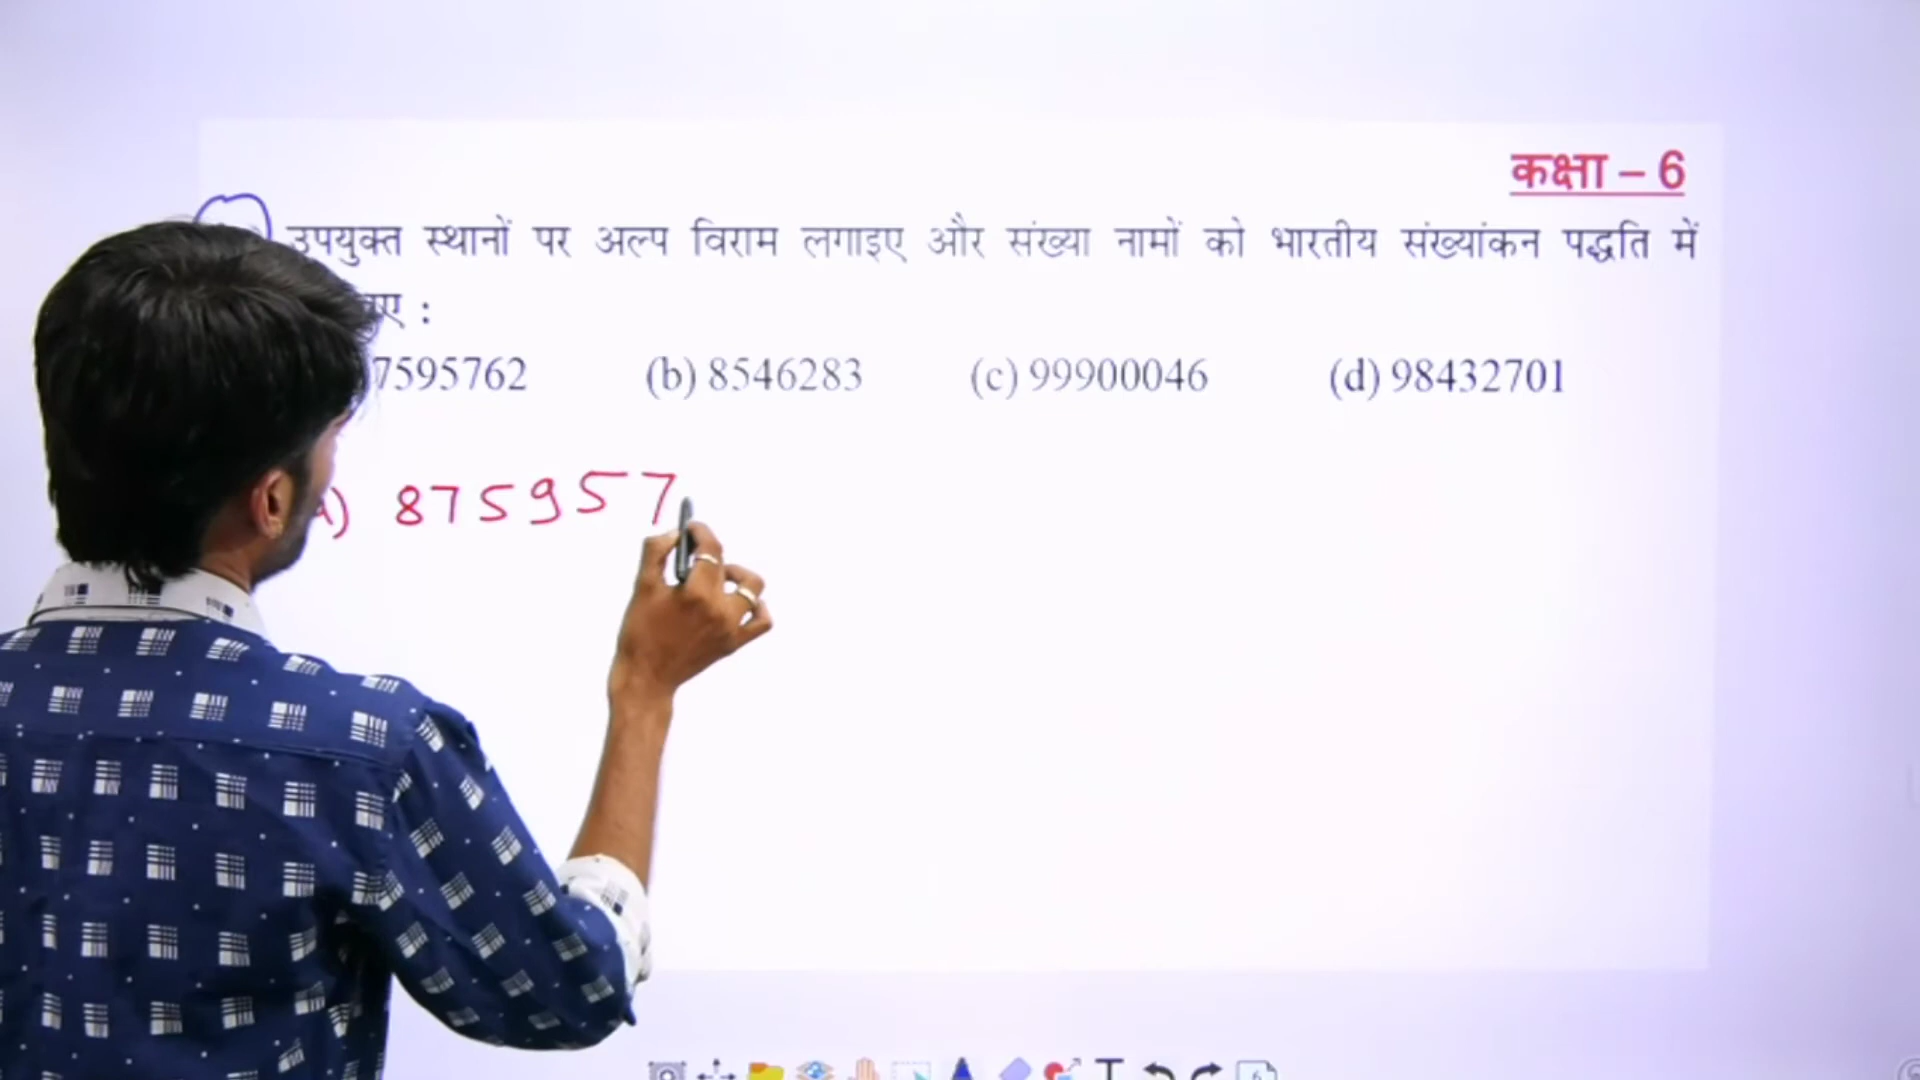 कक्षा – 6
उपयुक्त स्थानों पर अल्प विराम लगाइए और संख्या नामों को भारतीय संख्यांकन पद्धति में
:
7595762 (b) 8546283 (c) 99900046 (d) 98432701
) 875957